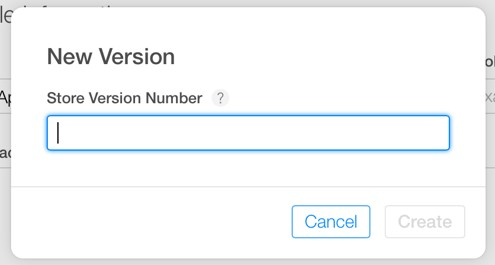 New Version
Store Version Number ?
Cancel Create